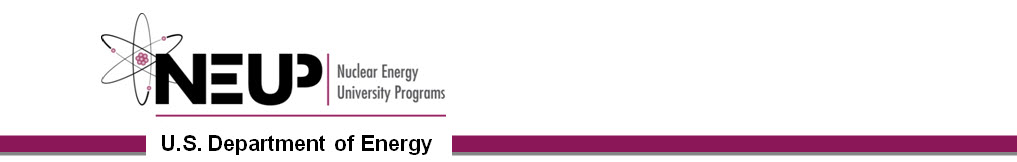 NEUP
Nuclear Energy
University Programs
U.S. Department of Energy